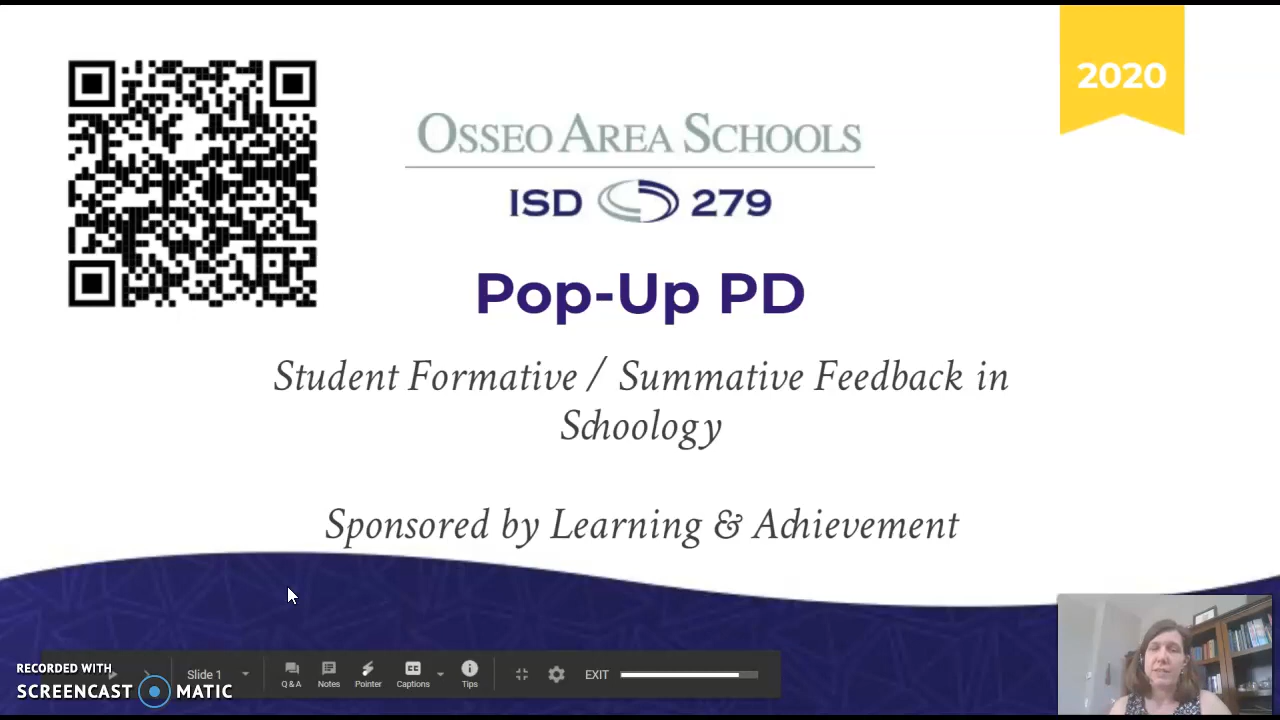 2020
OSSEO AREA SCHOOLS
ISD 279
Pop-Up PD
Student Formative / Summative Feedback in
Schoology
Sponsored by Learning & Achievement
RECORDED WITH
SCREENCAST MATIC
Slide 1
Q & A
Notes
Pointer
CC
Captions
Tips
EXIT